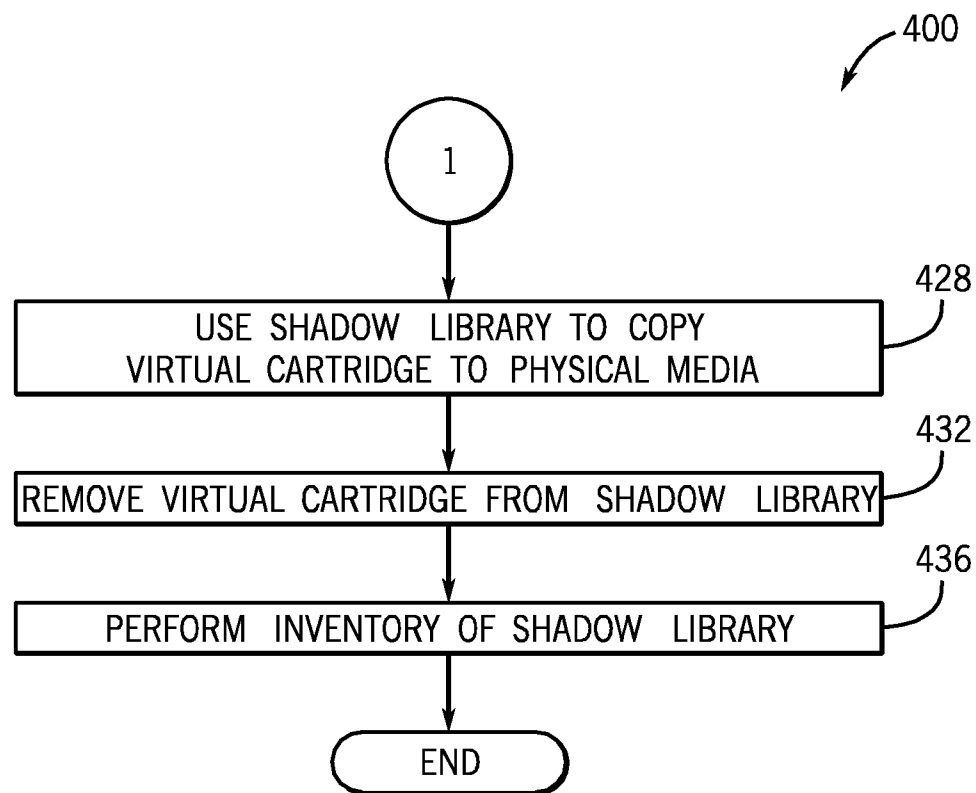 400
1
428
USE SHADOW LIBRARY TO COPY
VIRTUAL CARTRIDGE TO PHYSICAL MEDIA
432
REMOVE VIRTUAL CARTRIDGE FROM SHADOW LIBRARY
436
PERFORM INVENTORY OF SHADOW LIBRARY
END